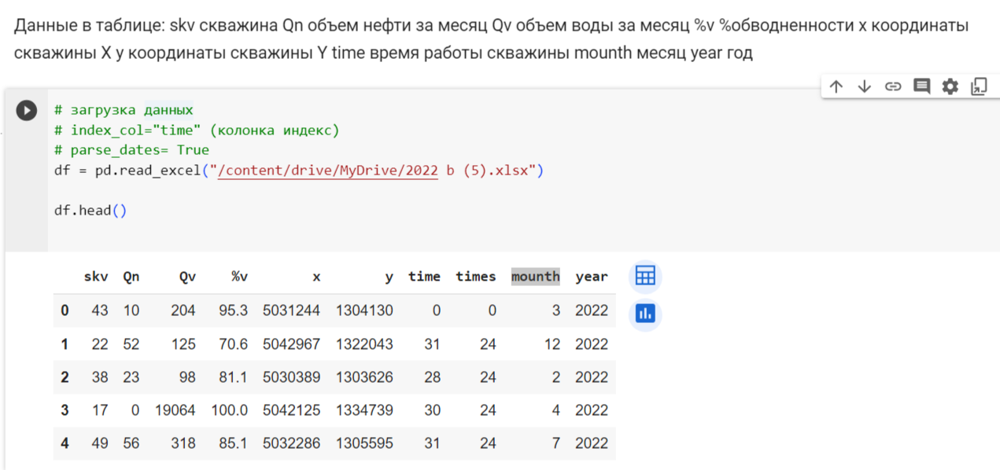 Данные в таблице: skv скважина Qn объем нефти за месяц Qv объем воды за месяц %v %обводненности x координаты
скважины X y координаты скважины Y time время работы скважины mounth месяц year год
# загрузка данных
# index_col="time" (колонка индекс)
# parse_dates= True
df = pd.read_excel("/content/drive/MyDrive/2022 b (5).xlsx")
df.head()
skv Qn Qv %v x y time times mounth year
0 43 10 204 95.3 5031244 1304130 0 0 3 2022
1 22 52 125 70.6 5042967 1322043 31 24 12 2022
2 38 23 98 81.1 5030389 1303626 28 24 2 2022
3 17 0 19064 100.0 5042125 1334739 30 24 4 2022
4 49 56 318 85.1 5032286 1305595 31 24 7 2022